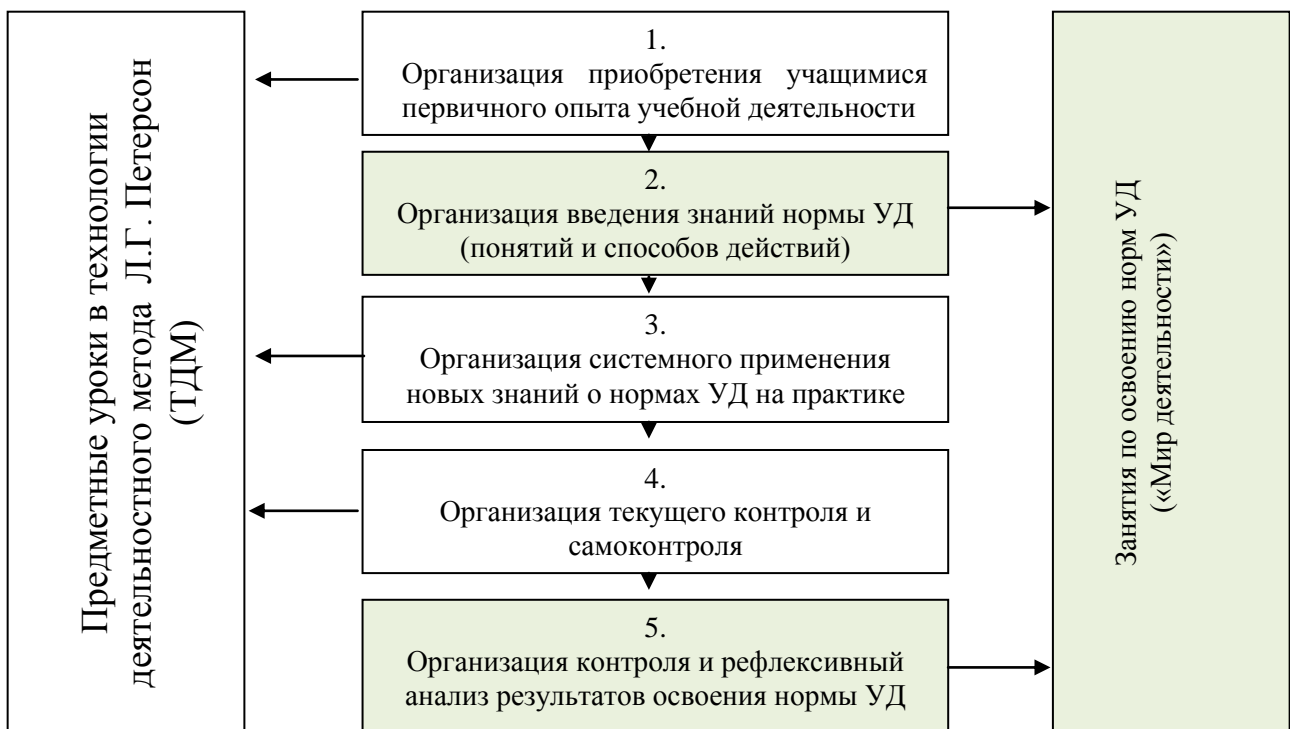 Предметные уроки в технологии
деятельностного метода Л.Г. Петерсон
(ТДМ)
1.
Организация приобретения учащимися
первичного опыта учебной деятельности
2.
Организация введения знаний нормы УД
(понятий и способов действий)
3.
Организация системного применения
новых знаний о нормах УД на практике
4.
Организация текущего контроля и
самоконтроля
5.
Организация контроля и рефлексивный
анализ результатов освоения нормы УД
Занятия по освоению норм УД
(«Мир деятельности»)